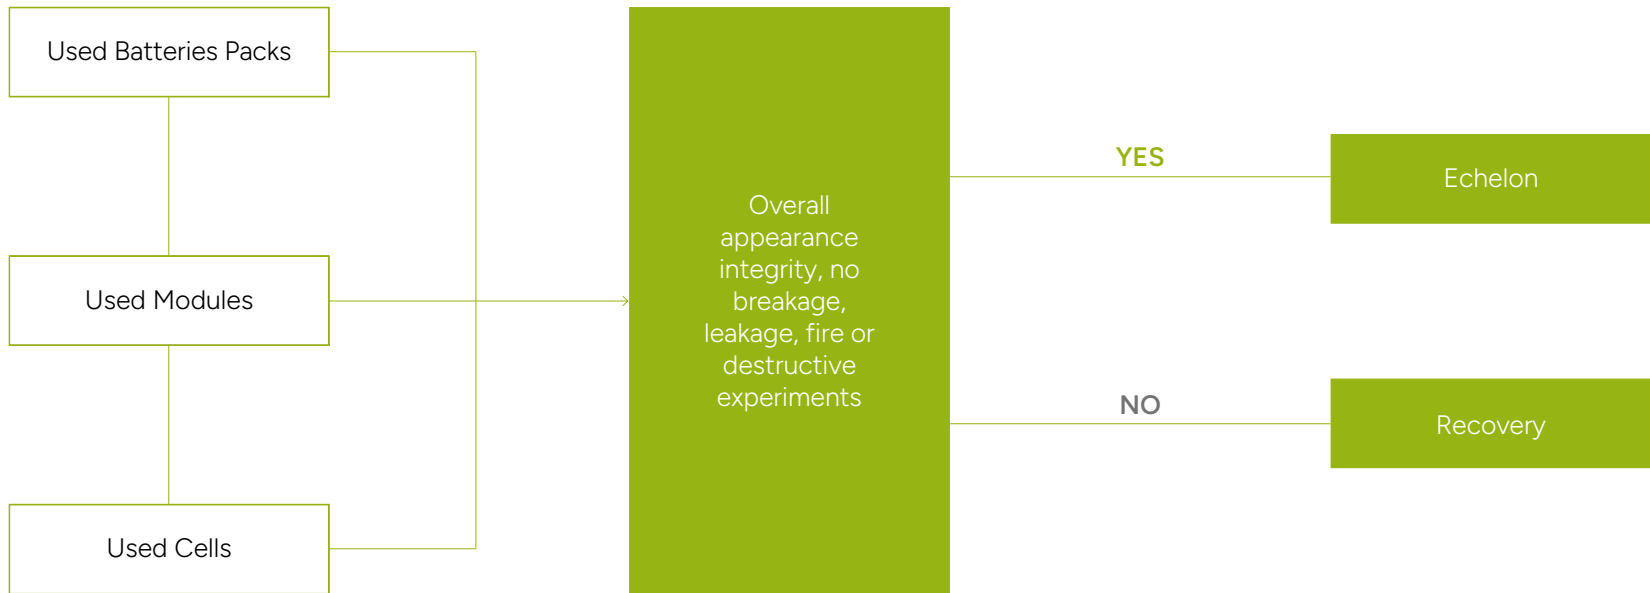 Used Batteries Packs
Used Modules
Used Cells
Overall
appearance
integrity, no
breakage,
leakage, fire or
destructive
experiments
YES
Echelon
NO
Recovery